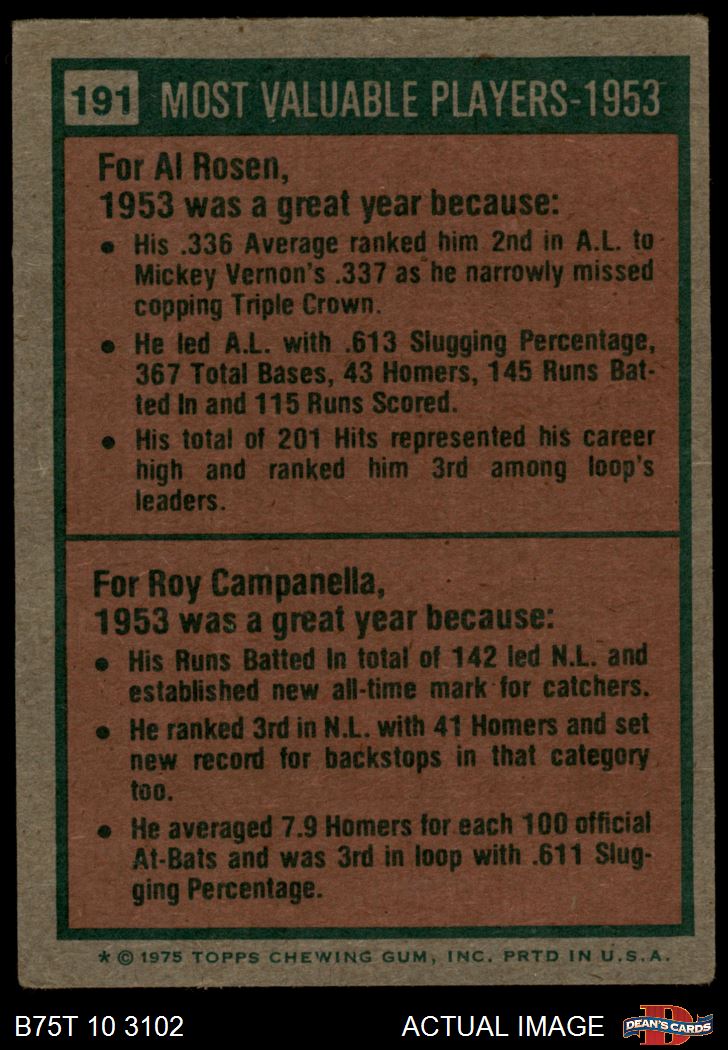 191 MOST VALUABLE PLAYERS-1953
For Al Rosen,
1953 was a great year because:
• His .336 Average ranked him 2nd in A.L. to
Mickey Vernon's .337 as he narrowly missed
copping Triple Crown.
• He led A.L. with .613 Slugging Percentage,
367 Total Bases, 43 Homers, 145 Runs Bat-
ted In and 115 Runs Scored.
• His total of 201 Hits represented his career
high and ranked him 3rd among loop's
leaders.
For Roy Campanella,
1953 was a great year because:
• His Runs Batted In total of 142 led N.L. and
established new all-time mark for catchers.
• He ranked 3rd in N.L. with 41 Homers and set
new record for backstops in that category
too.
• He averaged 7.9 Homers for each 100 official
At-Bats and was 3rd in loop with .611 Slug-
ging Percentage.
* © 1975 TOPPS CHEWING GUM, INC. PRTD IN U.S.A.
B75T 10 3102 ACTUAL IMAGE D DEAN'S CARDS